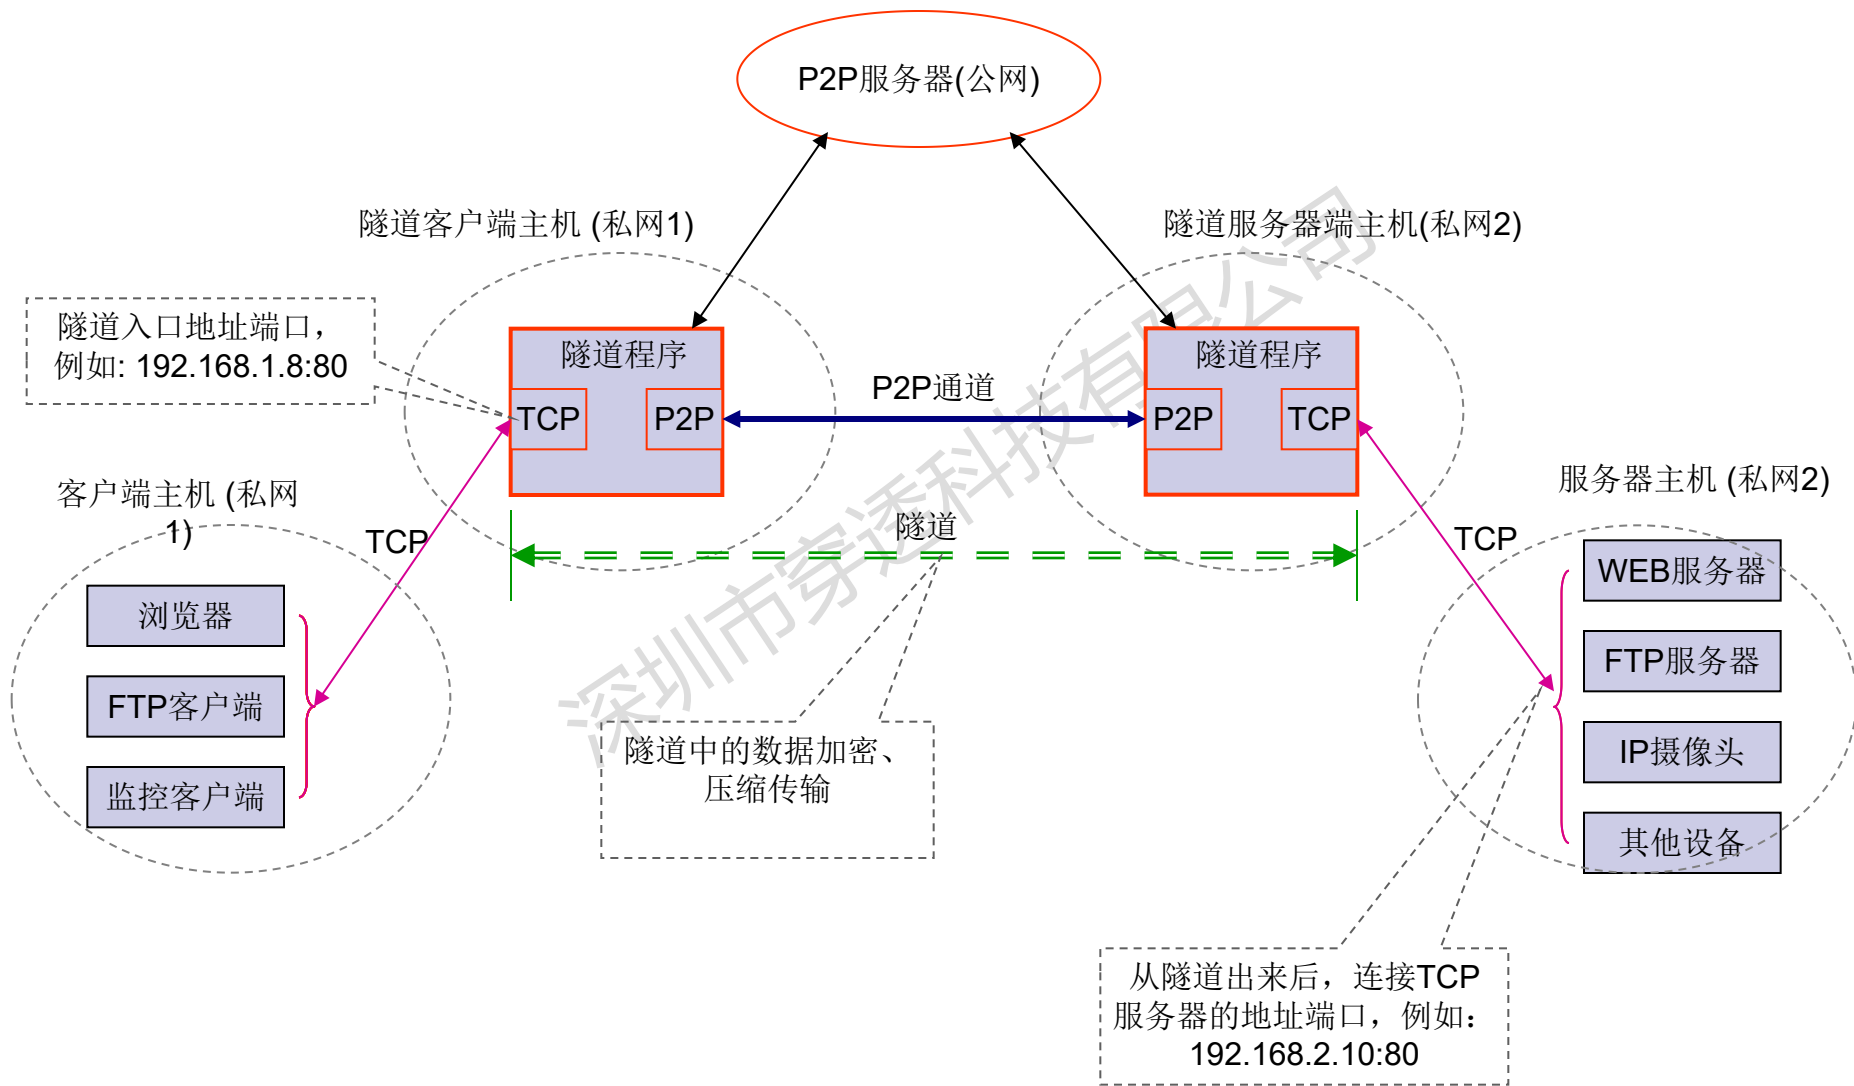 P2P服务器(公网)
隧道客户端主机 (私网1)
隧道服务器端主机(私网2)
隧道入口地址端口，
例如: 192.168.1.8:80
隧道程序
TCP
P2P
P2P通道
隧道程序
P2P
TCP
客户端主机 (私网
1)
TCP
隧道
TCP
服务器主机 (私网2)
浏览器
FTP客户端
监控客户端
WEB服务器
FTP服务器
IP摄像头
其他设备
隧道中的数据加密、
压缩传输
从隧道出来后，连接TCP
服务器的地址端口，例如：
192.168.2.10:80
深圳市穿透科技有限公司